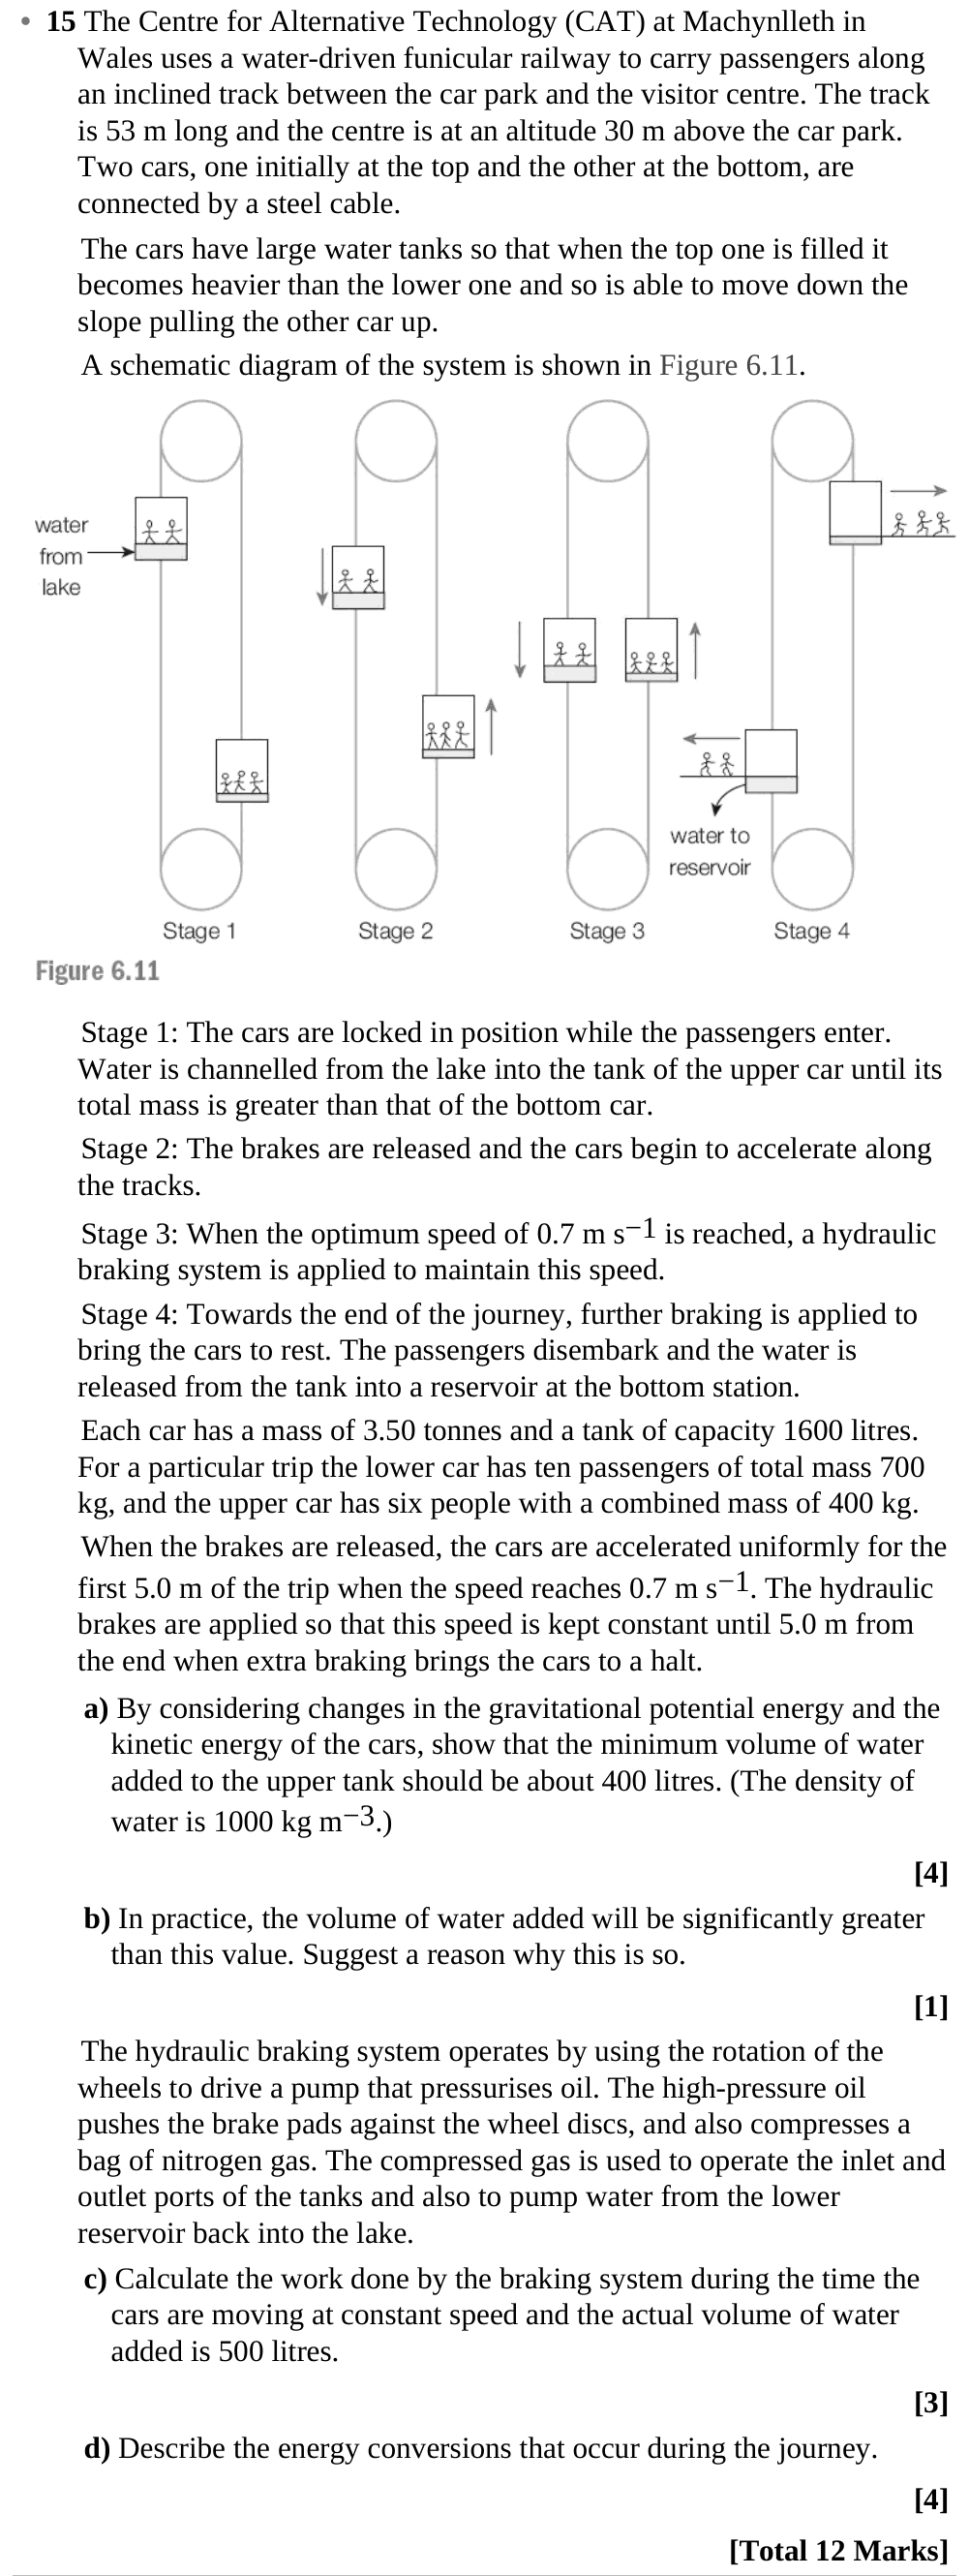 • 15 The Centre for Alternative Technology (CAT) at Machynlleth in
Wales uses a water-driven funicular railway to carry passengers along
an inclined track between the car park and the visitor centre. The track
is 53 m long and the centre is at an altitude 30 m above the car park.
Two cars, one initially at the top and the other at the bottom, are
connected by a steel cable.
The cars have large water tanks so that when the top one is filled it
becomes heavier than the lower one and so is able to move down the
slope pulling the other car up.
A schematic diagram of the system is shown in Figure 6.11.
water
from
lake
water to
reservoir
Stage 1
Stage 2
Stage 3
Stage 4
Figure 6.11
Stage 1: The cars are locked in position while the passengers enter.
Water is channelled from the lake into the tank of the upper car until its
total mass is greater than that of the bottom car.
Stage 2: The brakes are released and the cars begin to accelerate along
the tracks.
Stage 3: When the optimum speed of 0.7 m s−1 is reached, a hydraulic
braking system is applied to maintain this speed.
Stage 4: Towards the end of the journey, further braking is applied to
bring the cars to rest. The passengers disembark and the water is
released from the tank into a reservoir at the bottom station.
Each car has a mass of 3.50 tonnes and a tank of capacity 1600 litres.
For a particular trip the lower car has ten passengers of total mass 700
kg, and the upper car has six people with a combined mass of 400 kg.
When the brakes are released, the cars are accelerated uniformly for the
first 5.0 m of the trip when the speed reaches 0.7 m s−1. The hydraulic
brakes are applied so that this speed is kept constant until 5.0 m from
the end when extra braking brings the cars to a halt.
a) By considering changes in the gravitational potential energy and the
kinetic energy of the cars, show that the minimum volume of water
added to the upper tank should be about 400 litres. (The density of
water is 1000 kg m−3.)
[4]
b) In practice, the volume of water added will be significantly greater
than this value. Suggest a reason why this is so.
[1]
The hydraulic braking system operates by using the rotation of the
wheels to drive a pump that pressurises oil. The high-pressure oil
pushes the brake pads against the wheel discs, and also compresses a
bag of nitrogen gas. The compressed gas is used to operate the inlet and
outlet ports of the tanks and also to pump water from the lower
reservoir back into the lake.
c) Calculate the work done by the braking system during the time the
cars are moving at constant speed and the actual volume of water
added is 500 litres.
[3]
d) Describe the energy conversions that occur during the journey.
[4]
[Total 12 Marks]